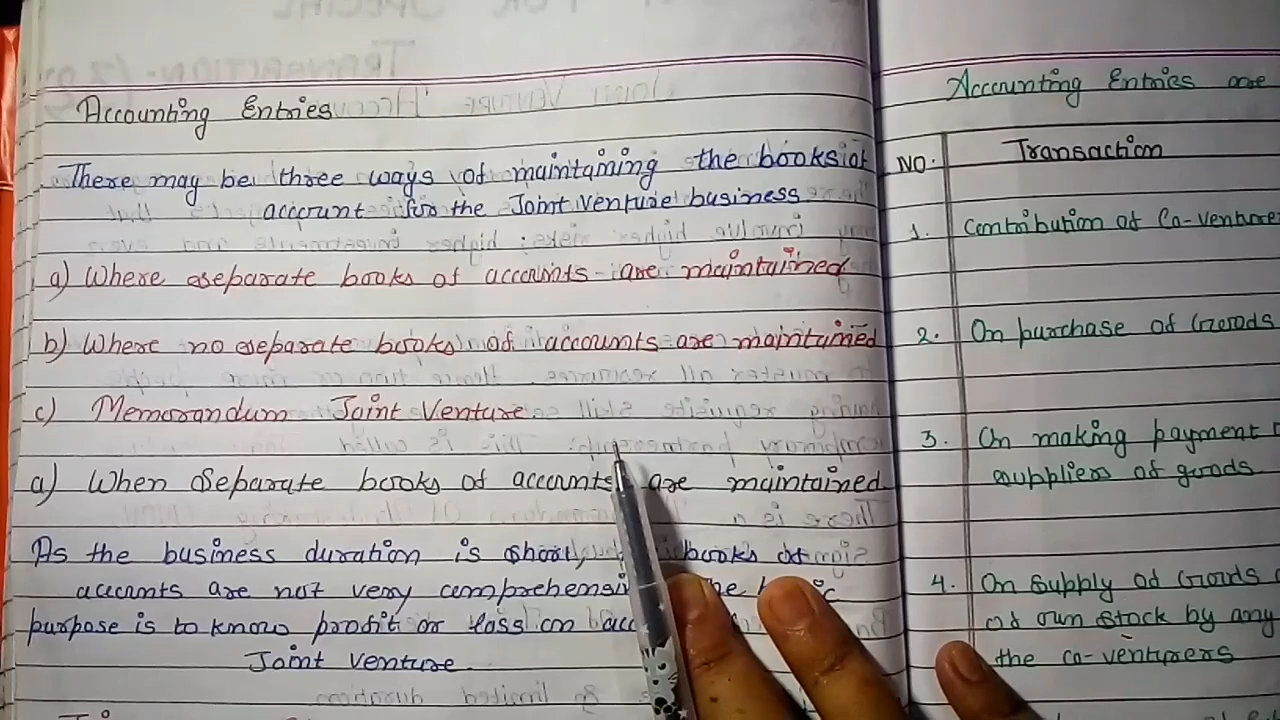 Accounting Entries
There may be three ways of maintaining the books of
account for the Joint venture business
a) Where separate books of accounts are maintained
b) Where no separate books of accounts are maintained
c) Memorandum Joint Venture
a) When Separate books of accounts are maintained
As the business duration is short, books of
accounts are not very
purpose is to know profit or loss on
Joint venture
Accounting Entries are
NO. Transaction
1. Contribution of Co-venture
2. On purchase of Goods
3. On making payment
suppliers of goods
4. On Supply of Goods
of own stock by any
the co-venturers